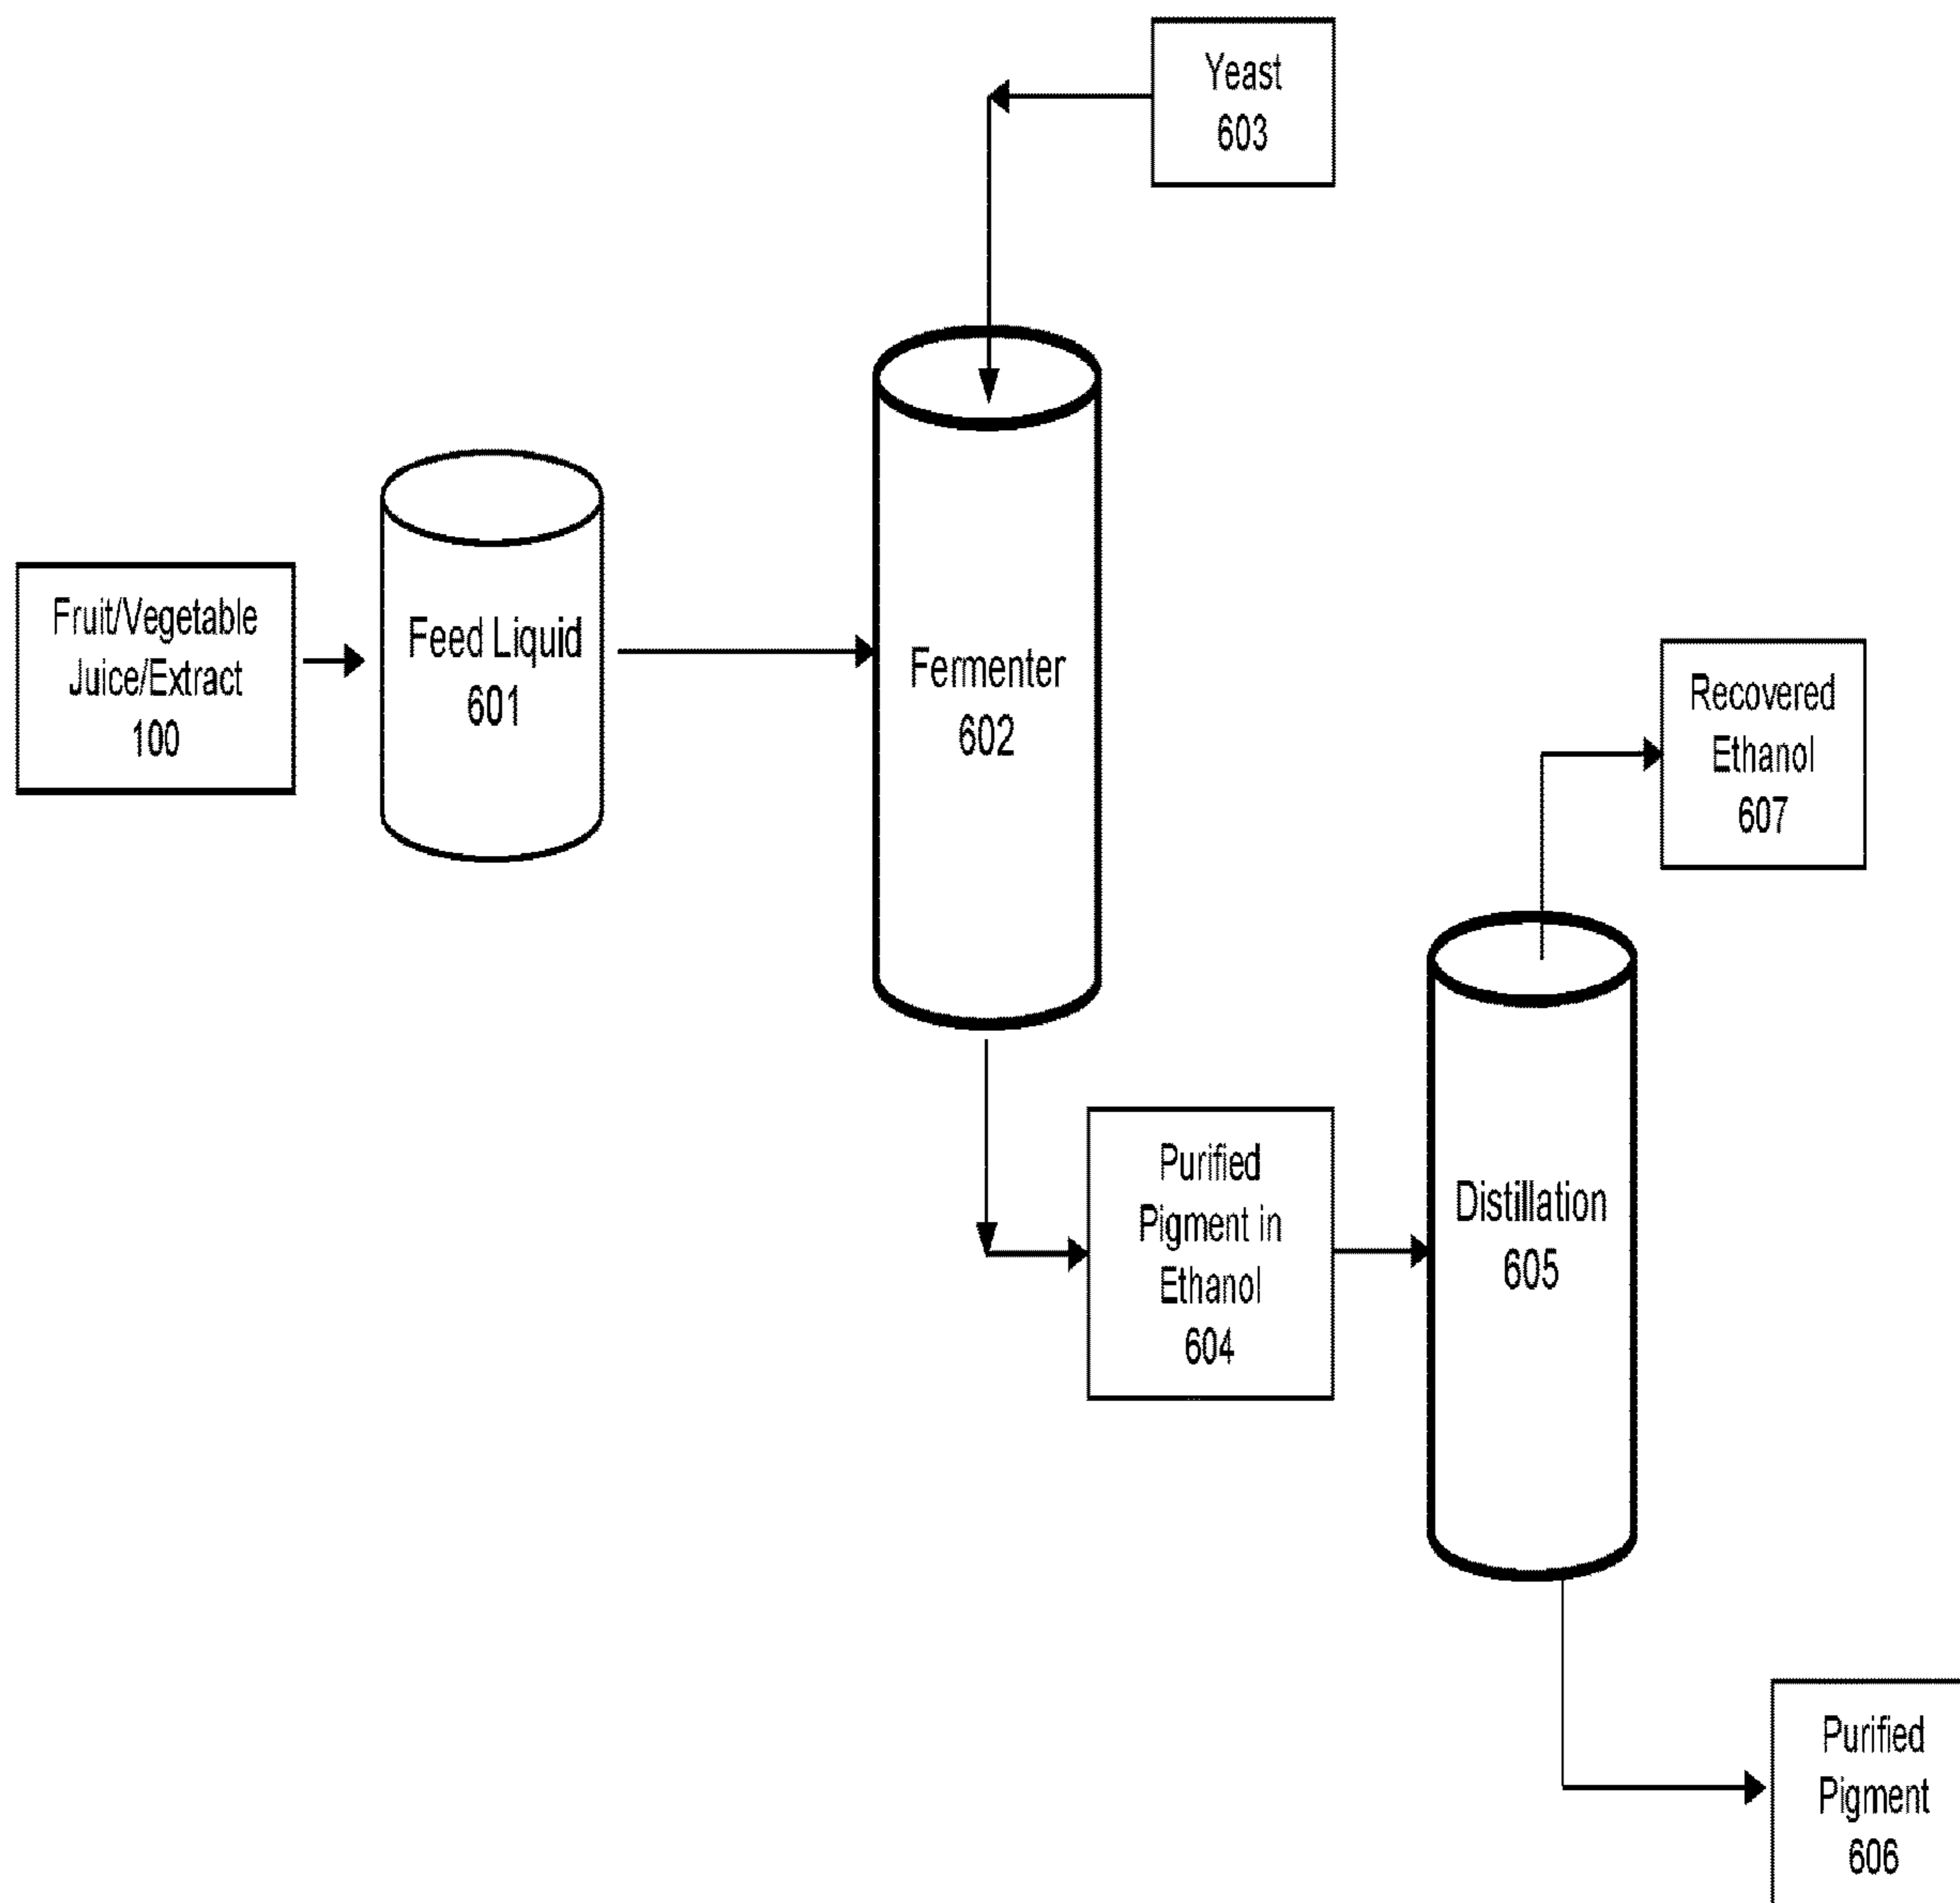 Yeast
603
Fruit/Vegetable
Juice/Extract
100
Feed Liquid
601
Fermenter
602
Recovered
Ethanol
607
Purified
Pigment in
Ethanol
604
Distillation
605
Purified
Pigment
606